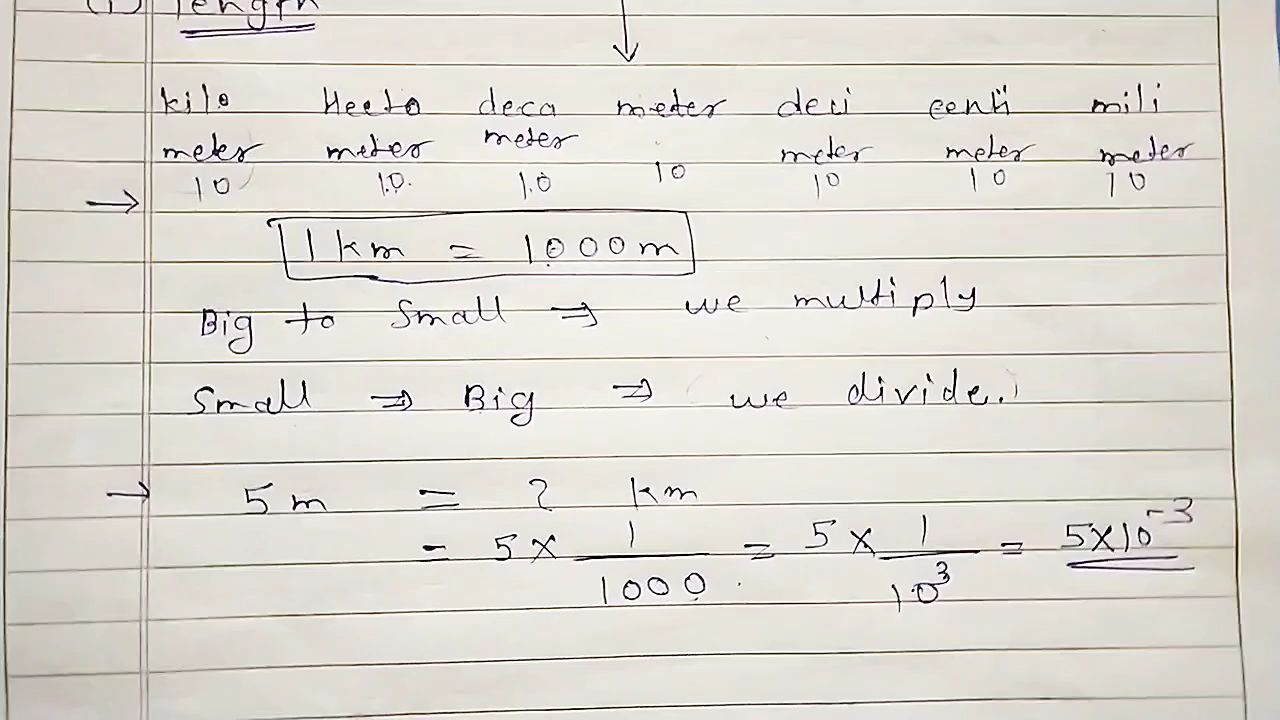 (i) length
kilo Hecto deca meter deci centi mili
meter meter meter meter meter meter
10 10 10 10 10 10 10
1 km = 1000 m
Big to Small ⇒ we multiply
Small ⇒ Big ⇒ we divide.
→ 5 m = ? km
= 5 × 1/1000 = 5 × 1/10³ = 5×10⁻³